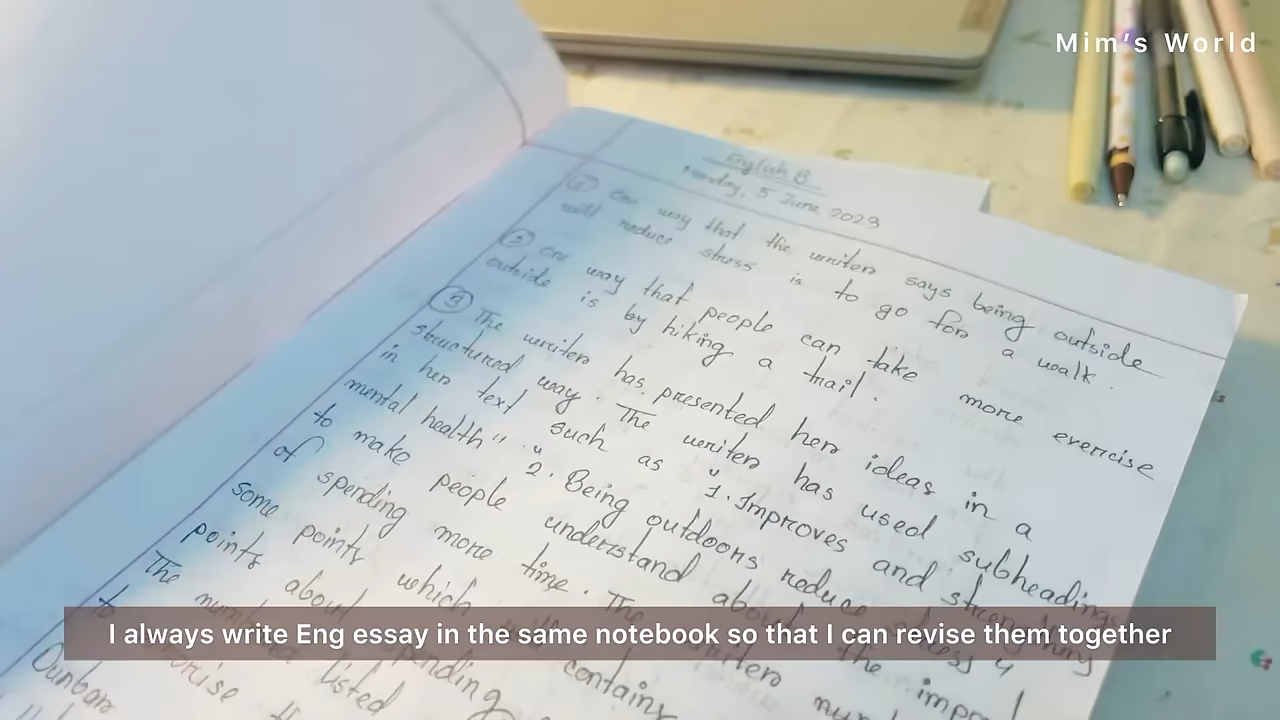 Mim's World
English B
Monday, 5 June 2023
① One way that the writer says being outside
will reduce stress is to go for a walk.
② One way that people can take more exercise
outside is by hiking a trail.
③ The writer has presented her ideas in a
structured way. The writer has used subheadings
in her text such as "1. Improves and strengthens
mental health". "2. Being outdoors reduce stress"
to make people understand about the
of spending more time. The writer
some points which contains
points about spending
The listed
to
Dunbar
I always write Eng essay in the same notebook so that I can revise them together